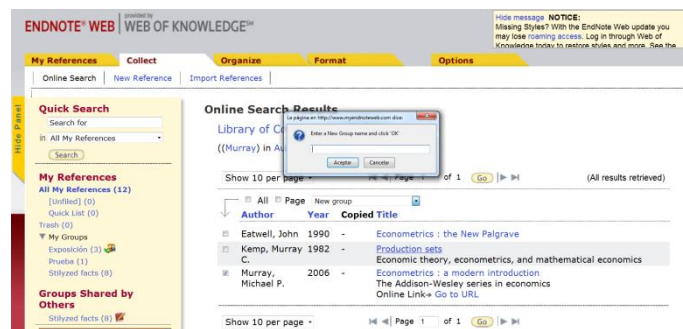 ENDNOTE® WEB
provided by
WEB OF KNOWLEDGE℠
Hide message NOTICE:
Missing Styles? With the EndNote Web update you
may lose roaming access. Log in through Web of
Knowledge today to restore styles and more. See the
My References Collect Organize Format Options
Online Search New Reference Import References
Hide Panel
Quick Search
Search for
in All My References
Search
My References
All My References (12)
[Unfiled] (0)
Quick List (0)
Trash (0)
My Groups
Exposición (3)
Prueba (1)
Stilyzed facts (8)
Groups Shared by
Others
Stilyzed facts (8)
Online Search Results
Library of Co
((Murray) in Au
La página en http://www.myendnoteweb.com dice:
Enter a New Group name and click 'OK'
Aceptar Cancelar
Show 10 per page Page of 1 Go (All results retrieved)
All Page New group
Author Year Copied Title
Eatwell, John 1990 - Econometrics : the New Palgrave
Kemp, Murray 1982 - Production sets
C. Economic theory, econometrics, and mathematical economics
Murray, 2006 - Econometrics : a modern introduction
Michael P. The Addison-Wesley series in economics
Online Link→ Go to URL
Show 10 per page Page 1 of 1 Go